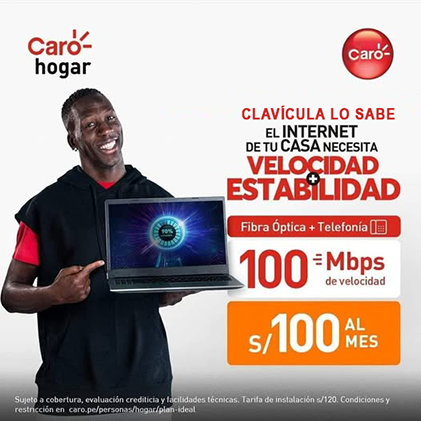 Caro
hogar
Caro
CLAVÍCULA LO SABE
EL INTERNET
DE TU CASA NECESITA
VELOCIDAD
+
ESTABILIDAD
Fibra Óptica + Telefonía
100 Mbps
de velocidad
S/100 AL
MES
10%
Sujeto a cobertura, evaluación crediticia y facilidades técnicas. Tarifa de instalación s/120. Condiciones y
restricción en caro.pe/personas/hogar/plan-ideal